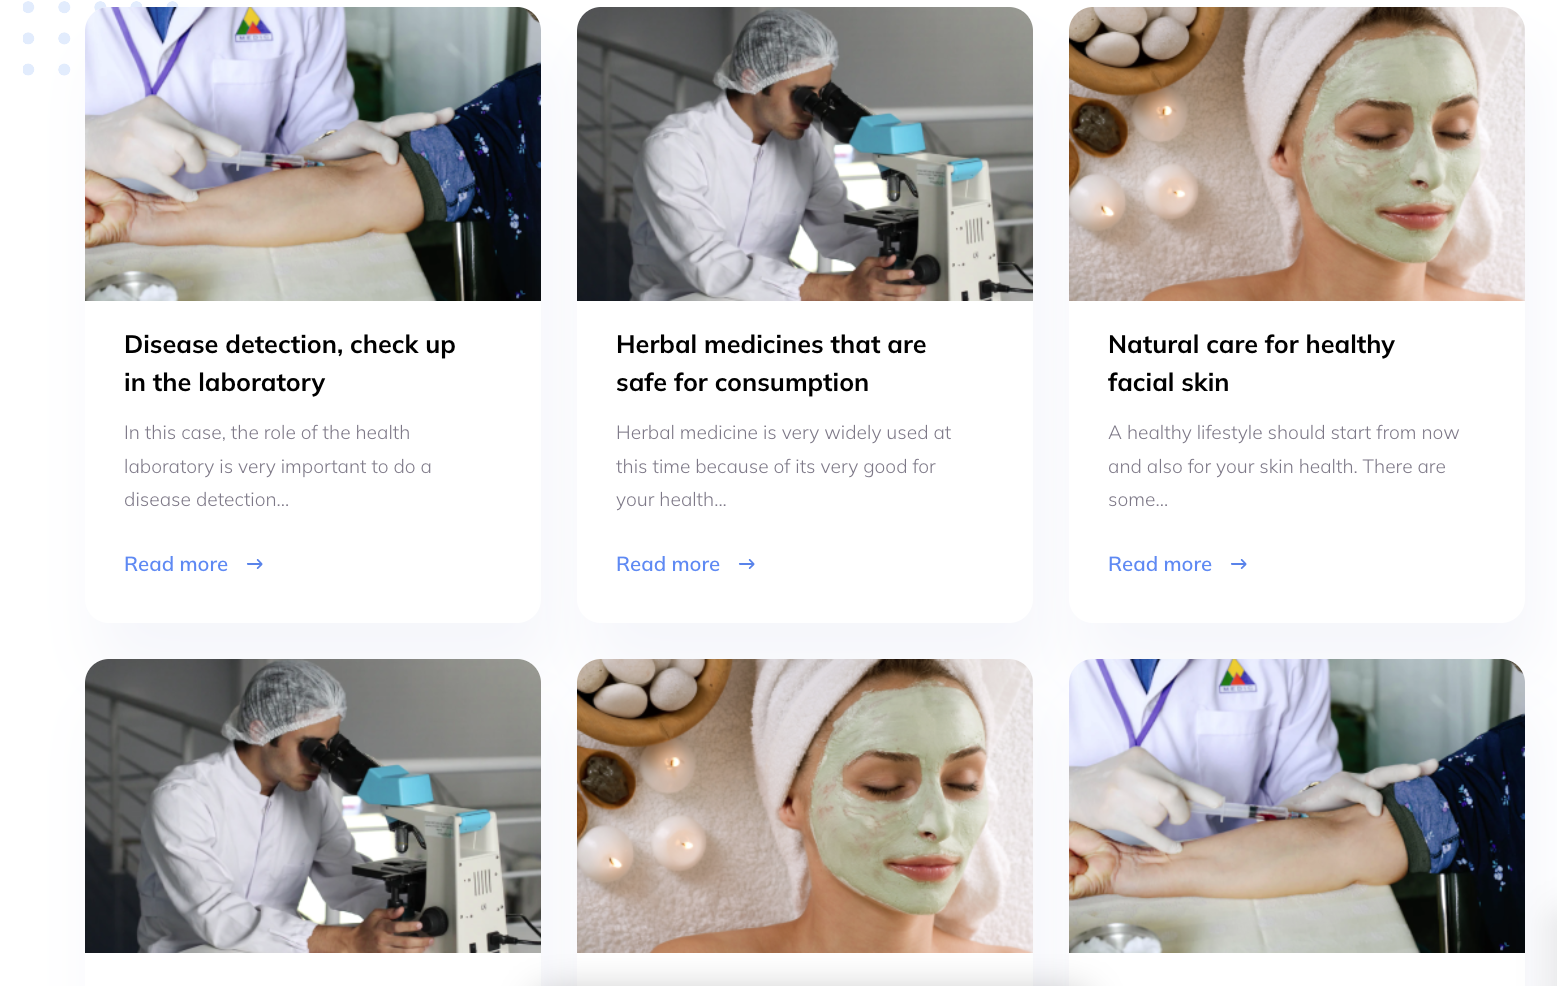 MEDIC
Disease detection, check up
in the laboratory
In this case, the role of the health
laboratory is very important to do a
disease detection...
Read more →
Herbal medicines that are
safe for consumption
Herbal medicine is very widely used at
this time because of its very good for
your health...
Read more →
Natural care for healthy
facial skin
A healthy lifestyle should start from now
and also for your skin health. There are
some...
Read more →
MEDIC